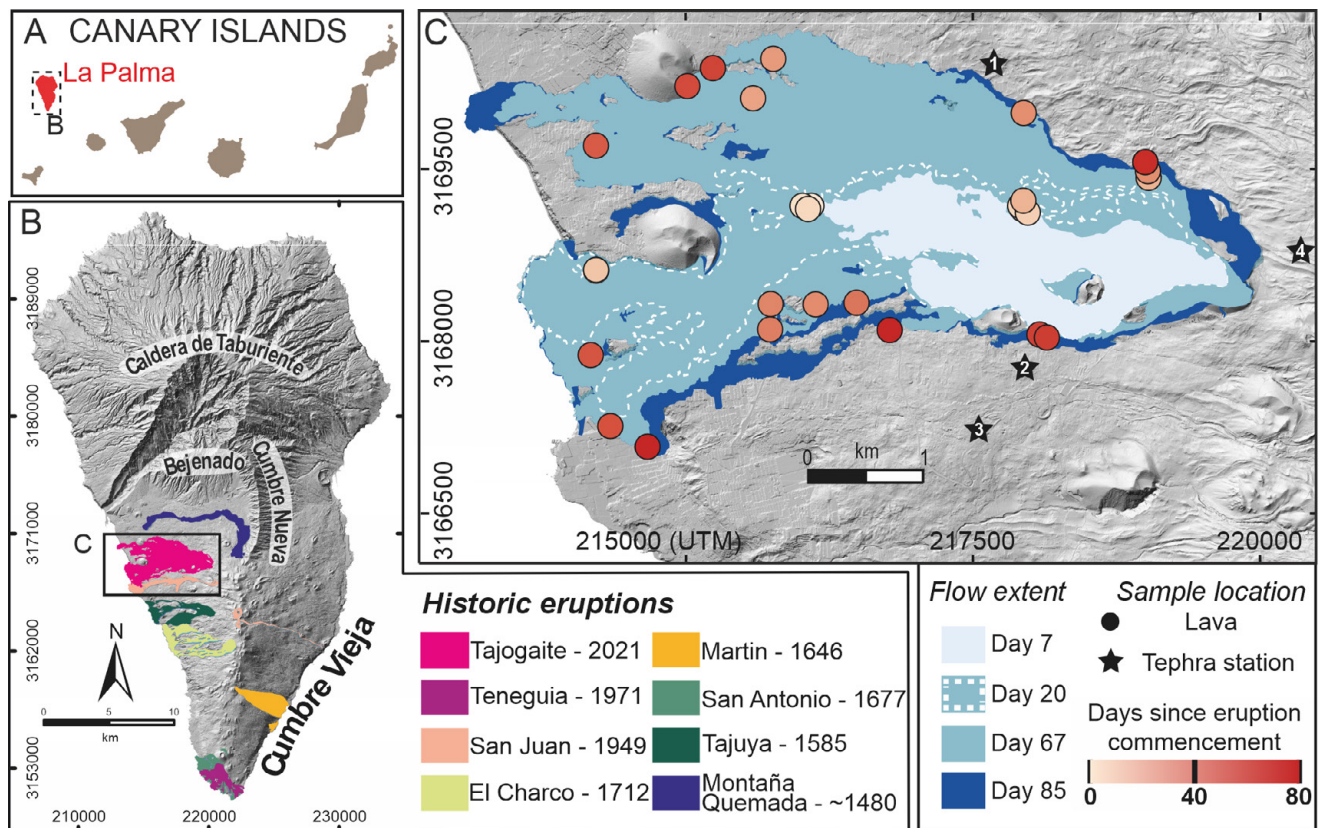 A CANARY ISLANDS
La Palma
B
B
Caldera de Taburiente
Bejenado
Cumbre Nueva
C
Cumbre Vieja
N
0 5 10
km
3189000
3180000
3171000
3162000
3153000
210000 220000 230000
C
1
2
3
4
3169500
3168000
3166500
km
0 1
215000 (UTM) 217500 220000
Historic eruptions
Tajogaite - 2021
Teneguia - 1971
San Juan - 1949
El Charco - 1712
Martin - 1646
San Antonio - 1677
Tajuya - 1585
Montaña
Quemada - ~1480
Flow extent
Day 7
Day 20
Day 67
Day 85
Sample location
Lava
Tephra station
Days since eruption
commencement
0 40 80